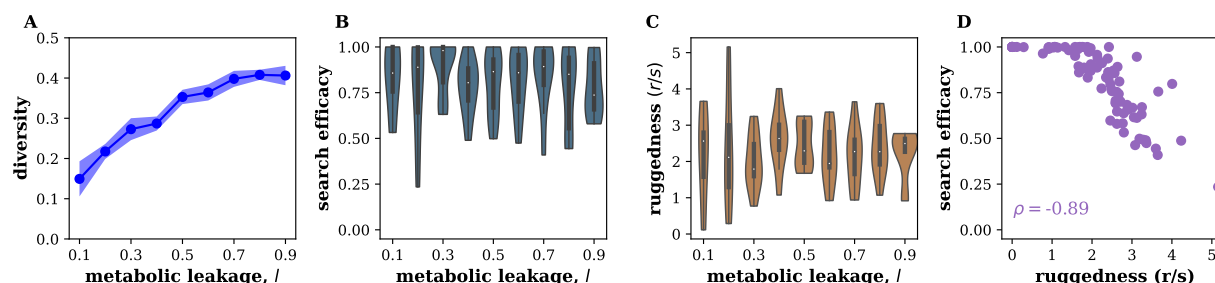 A
0.5
0.4
0.3
0.2
0.1
0.0
diversity
0.1 0.3 0.5 0.7 0.9
metabolic leakage, l
B
1.00
0.75
0.50
0.25
0.00
search efficacy
0.1 0.3 0.5 0.7 0.9
metabolic leakage, l
C
5
4
3
2
1
0
ruggedness (r/s)
0.1 0.3 0.5 0.7 0.9
metabolic leakage, l
D
1.00
0.75
0.50
0.25
0.00
search efficacy
ρ = -0.89
0 1 2 3 4 5
ruggedness (r/s)